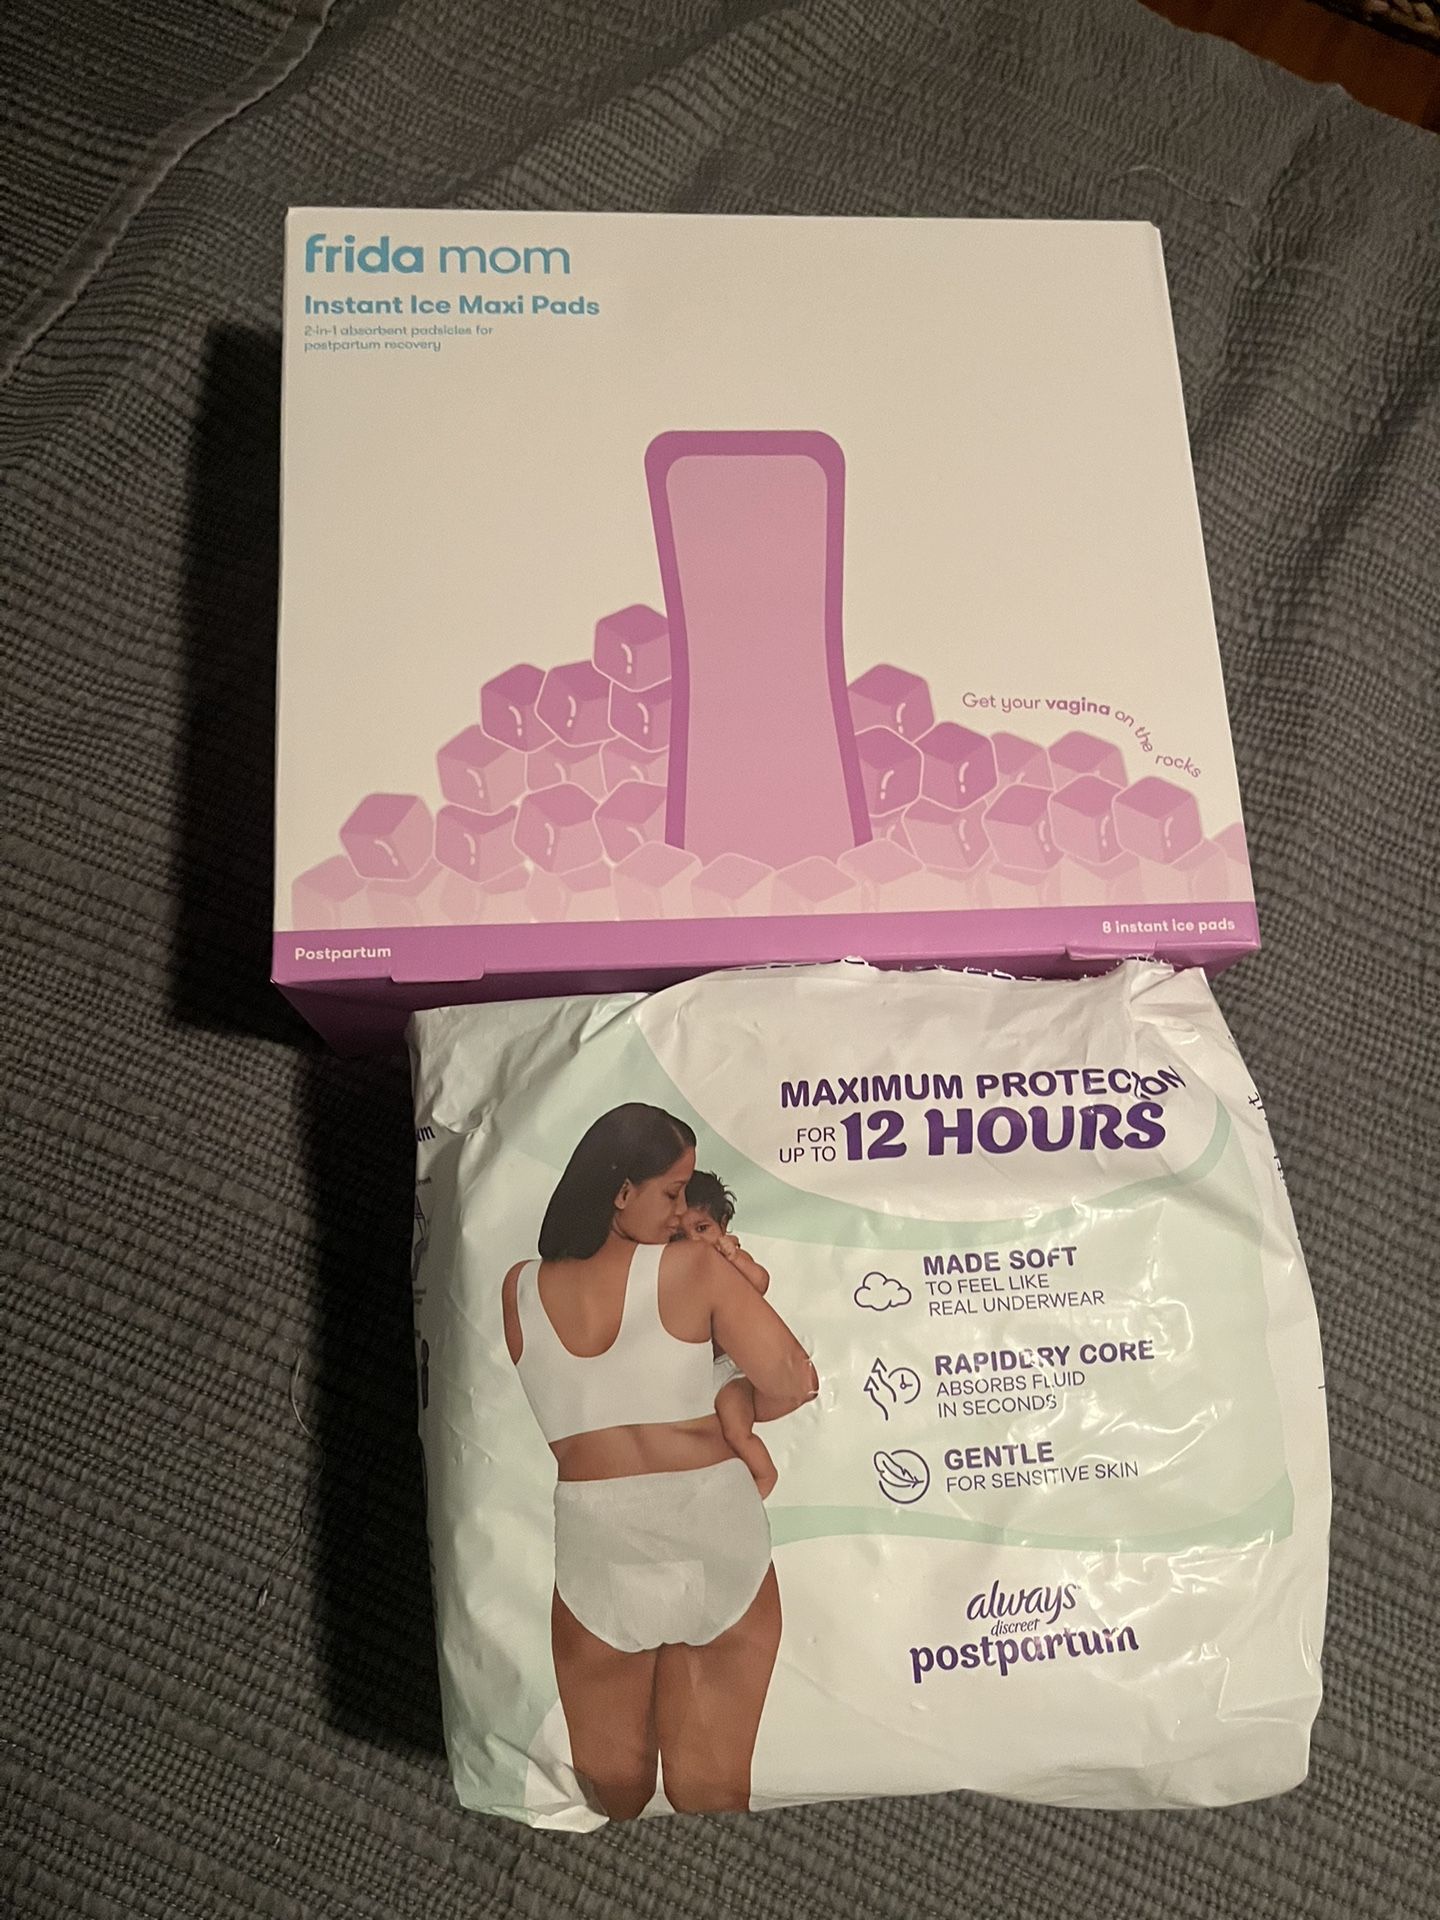 frida mom
Instant Ice Maxi Pads
2-in-1 absorbent padsicles for
postpartum recovery
Get your vagina on the rocks
Postpartum
8 instant ice pads
MAXIMUM PROTECTION
FOR
UP TO
12 HOURS
MADE SOFT
TO FEEL LIKE
REAL UNDERWEAR
RAPIDDRY CORE
ABSORBS FLUID
IN SECONDS
GENTLE
FOR SENSITIVE SKIN
always
discreet
postpartum